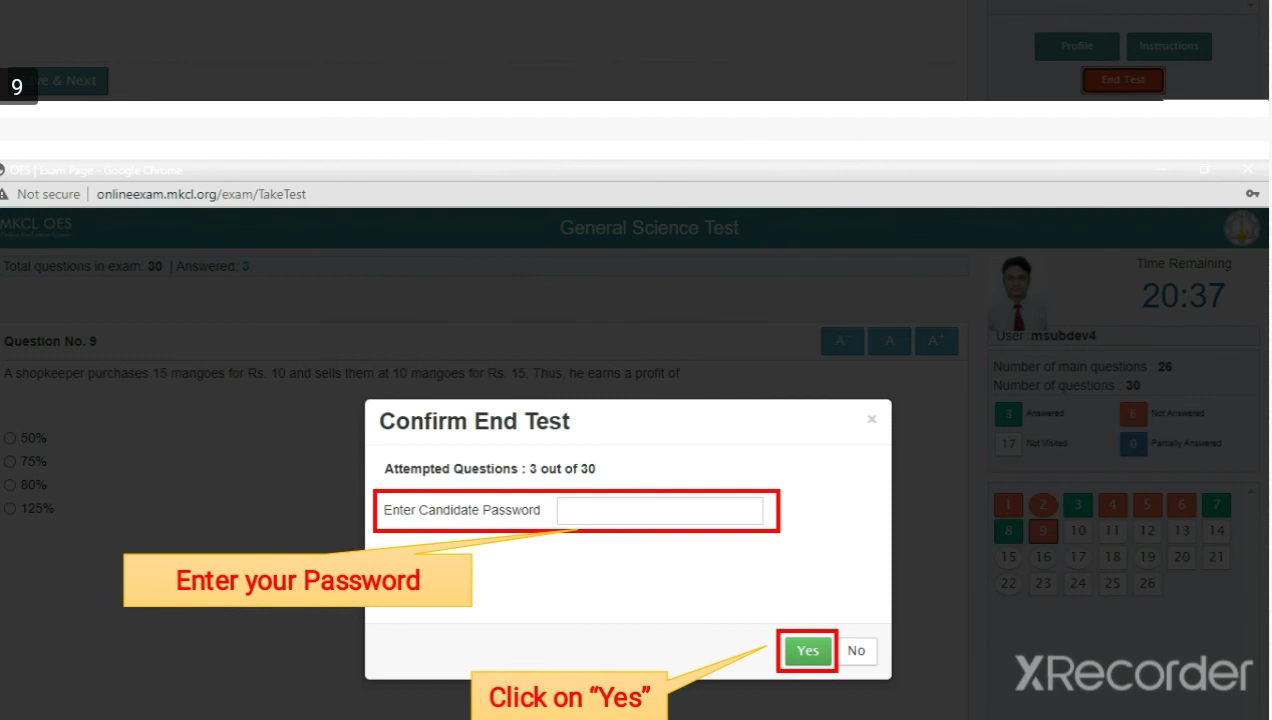 Profile Instructions
ve & Next
End Test
9
OES | Exam Page - Google Chrome
Not secure | onlineexam.mkcl.org/exam/TakeTest
MKCL OES
General Science Test
Total questions in exam: 30 | Answered: 3
Time Remaining
20:37
User :msubdev4
Question No. 9
A- A A+
A shopkeeper purchases 15 mangoes for Rs. 10 and sells them at 10 mangoes for Rs. 15. Thus, he earns a profit of
50%
75%
80%
125%
Number of main questions : 26
Number of questions : 30
3 Answered 6 Not Answered
17 Not Visited 0 Partially Answered
1 2 3 4 5 6 7
8 9 10 11 12 13 14
15 16 17 18 19 20 21
22 23 24 25 26
Confirm End Test ×
Attempted Questions : 3 out of 30
Enter Candidate Password
Enter your Password
Yes No
Click on “Yes”
XRecorder